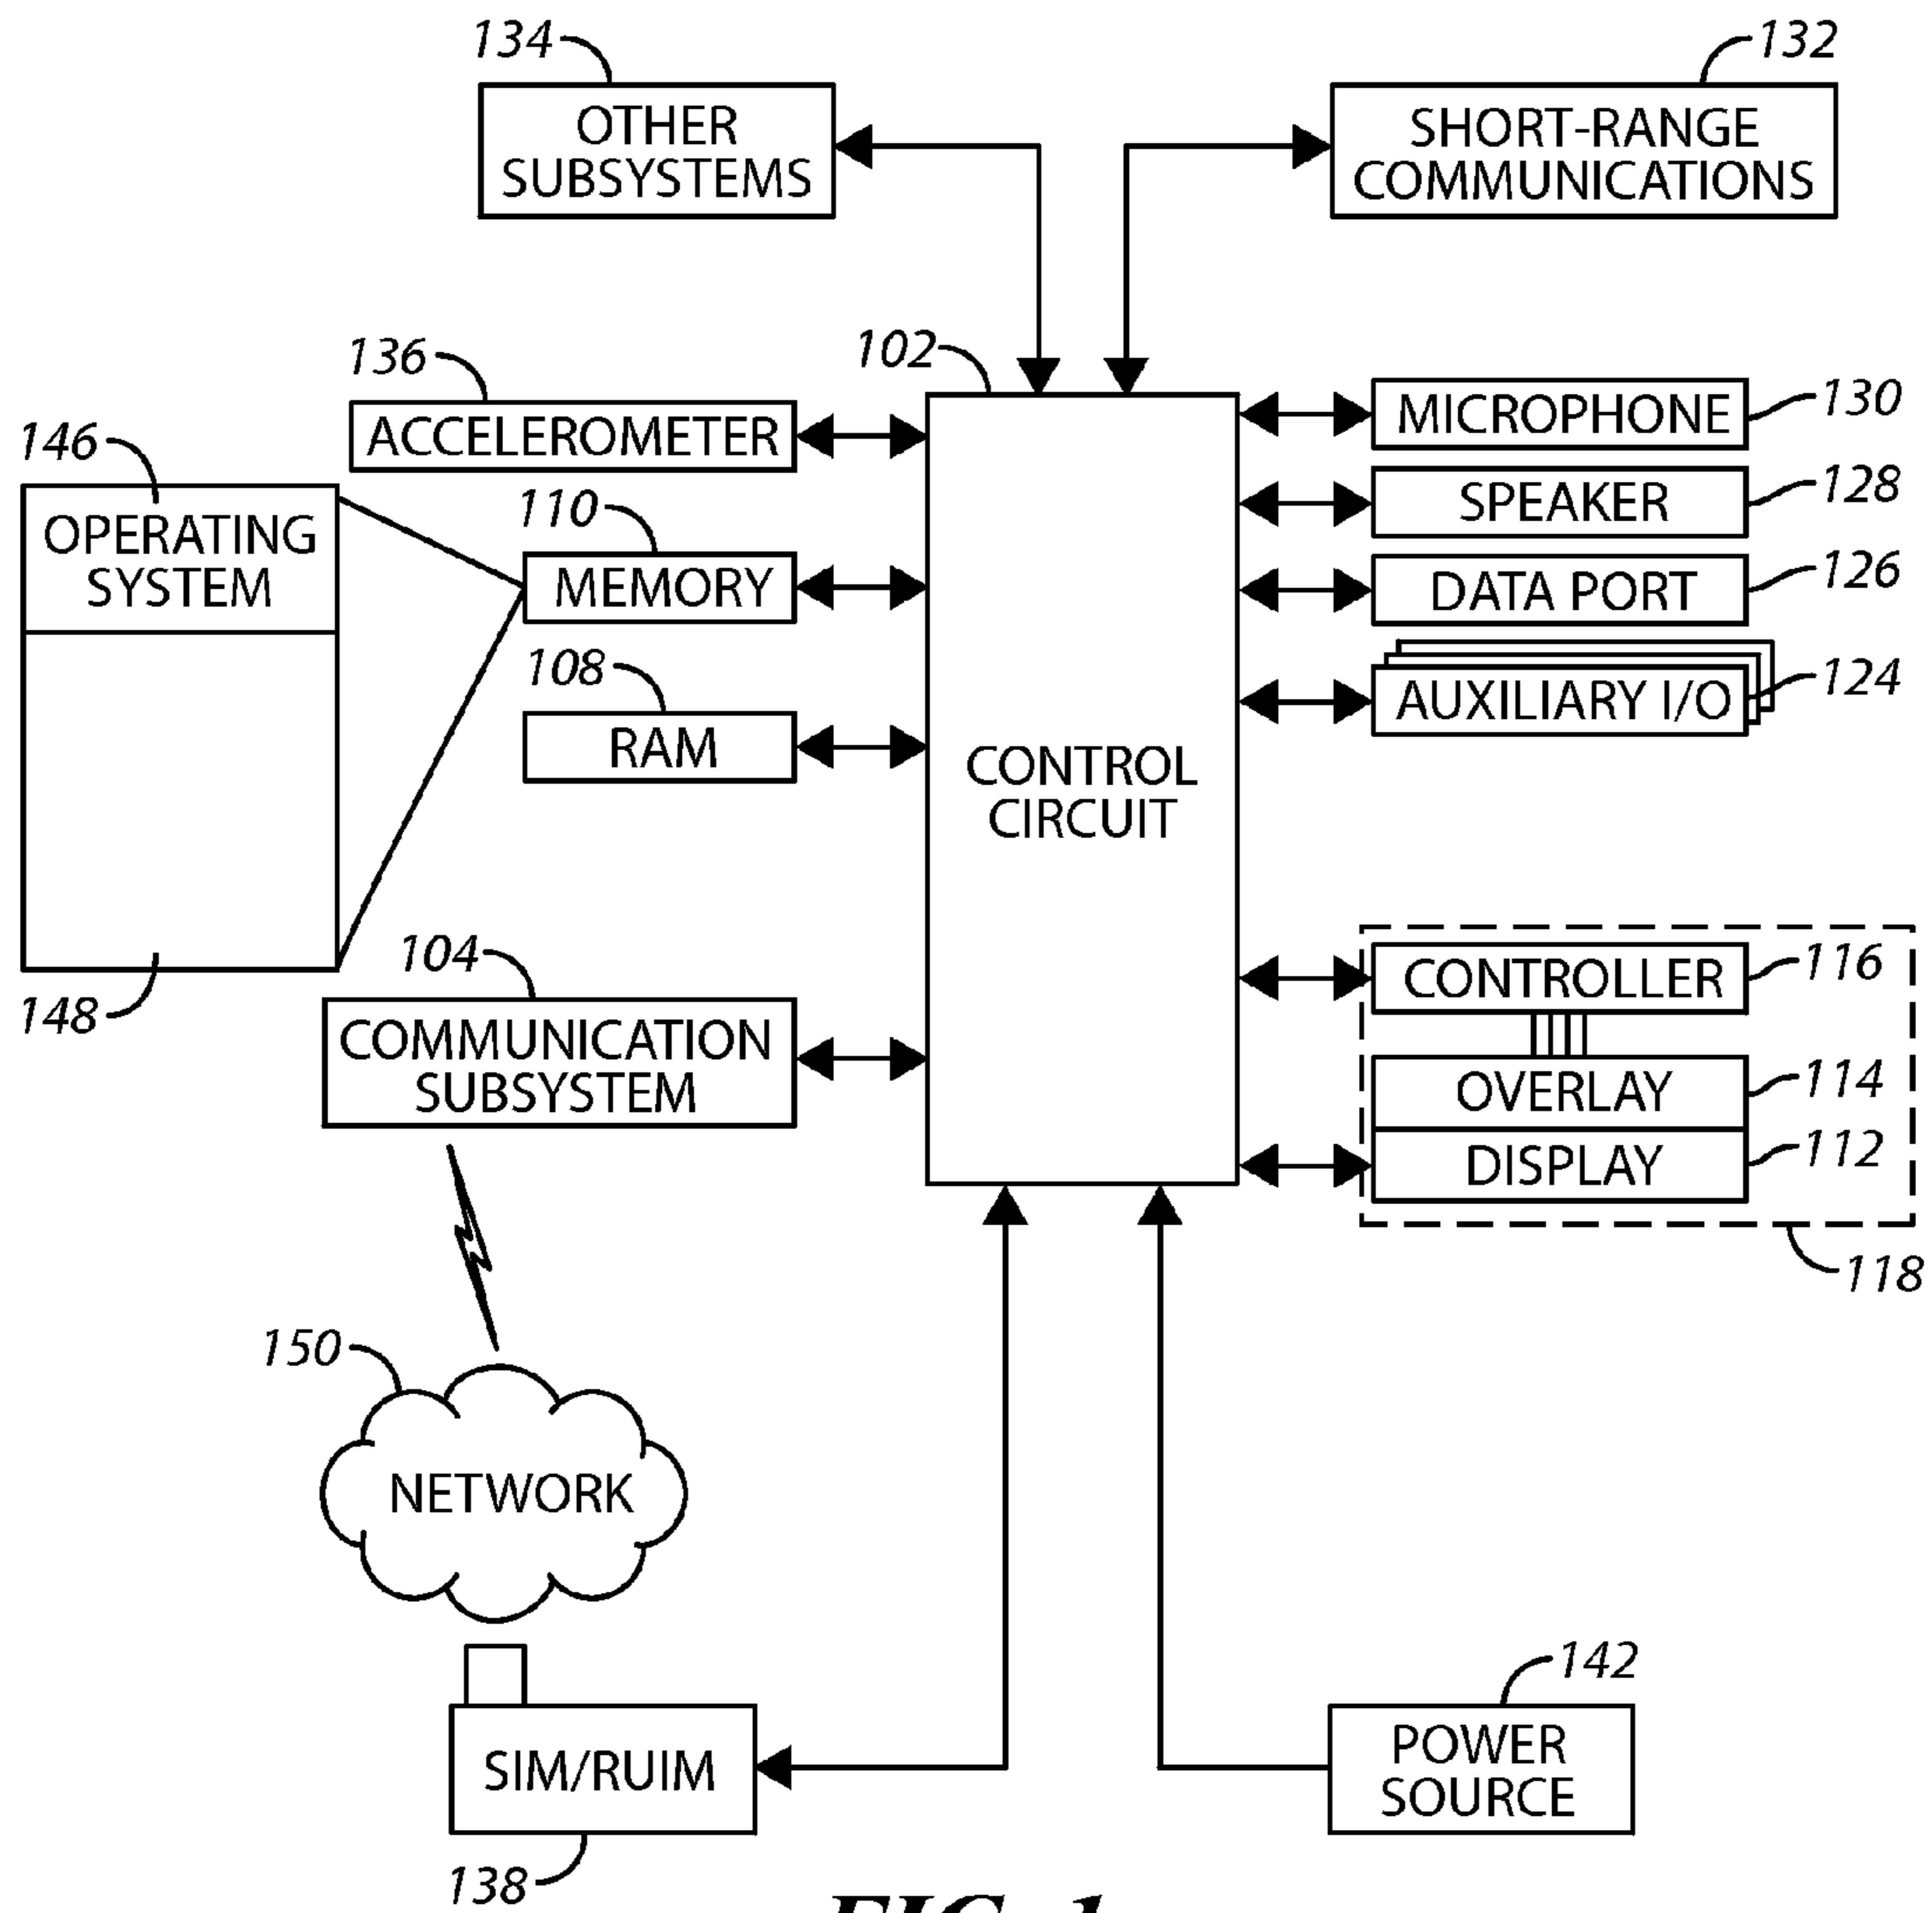 134
132
OTHER
SUBSYSTEMS
SHORT-RANGE
COMMUNICATIONS
136
102
ACCELEROMETER
MICROPHONE
130
146
OPERATING
SYSTEM
110
MEMORY
SPEAKER
128
DATA PORT
126
108
RAM
AUXILIARY I/O
124
CONTROL
CIRCUIT
148
104
COMMUNICATION
SUBSYSTEM
CONTROLLER
116
OVERLAY
114
DISPLAY
112
118
150
NETWORK
142
SIM/RUIM
POWER
SOURCE
138
FIG. 1